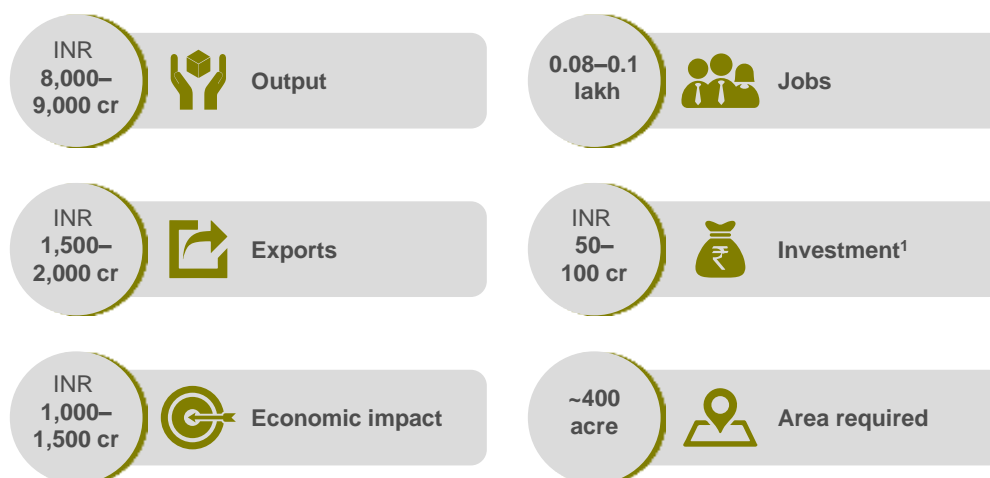 INR
8,000–
9,000 cr
Output
0.08–0.1
lakh
Jobs
INR
1,500–
2,000 cr
Exports
INR
50–
100 cr
₹
Investment¹
INR
1,000–
1,500 cr
Economic impact
~400
acre
Area required